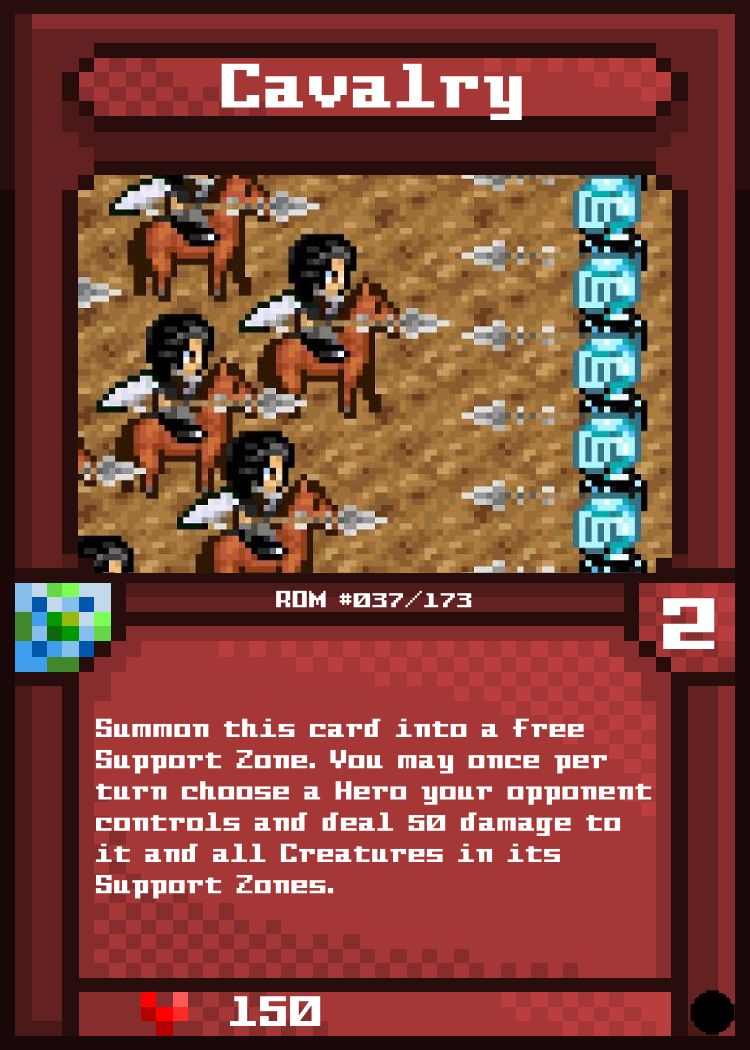 Cavalry
ROM #037/173
2
Summon this card into a free
Support Zone. You may once per
turn choose a Hero your opponent
controls and deal 50 damage to
it and all Creatures in its
Support Zones.
150